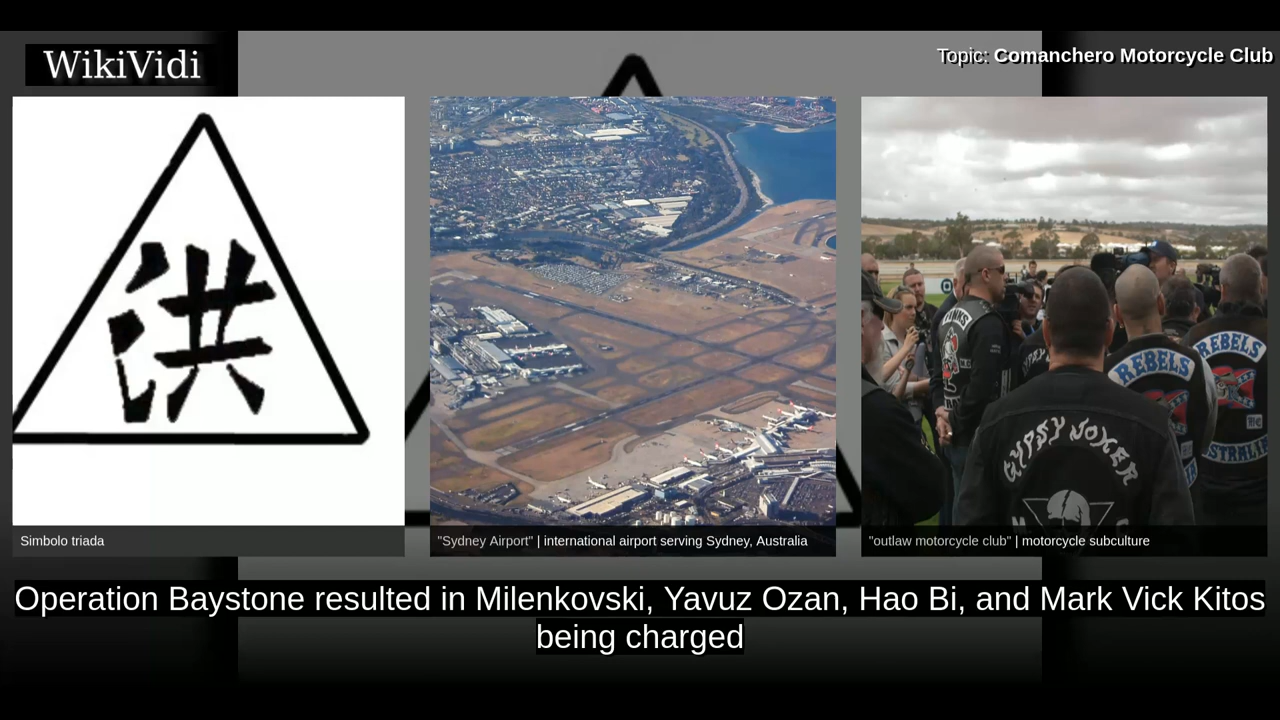 WikiVidi
Topic: Comanchero Motorcycle Club
洪
GYPSY JOKER
REBELS
REBELS
Simbolo triada
"Sydney Airport" | international airport serving Sydney, Australia
"outlaw motorcycle club" | motorcycle subculture
Operation Baystone resulted in Milenkovski, Yavuz Ozan, Hao Bi, and Mark Vick Kitos
being charged